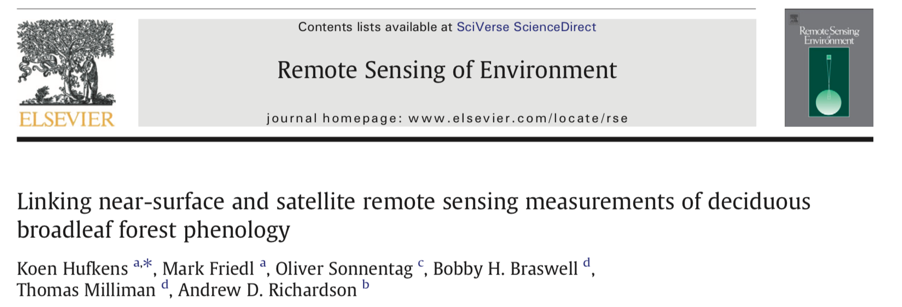 Contents lists available at SciVerse ScienceDirect
Remote Sensing of Environment
journal homepage: www.elsevier.com/locate/rse
ELSEVIER
Remote Sensing
Environment
Linking near-surface and satellite remote sensing measurements of deciduous
broadleaf forest phenology
Koen Hufkens a,*, Mark Friedl a, Oliver Sonnentag c, Bobby H. Braswell d,
Thomas Milliman d, Andrew D. Richardson b